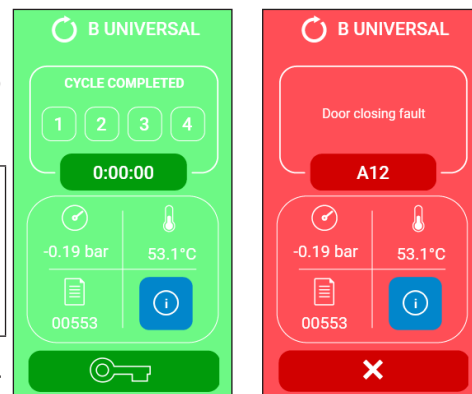 B UNIVERSAL
CYCLE COMPLETED
1 2 3 4
0:00:00
-0.19 bar 53.1°C
00553 i
B UNIVERSAL
Door closing fault
A12
-0.19 bar 53.1°C
00553 i